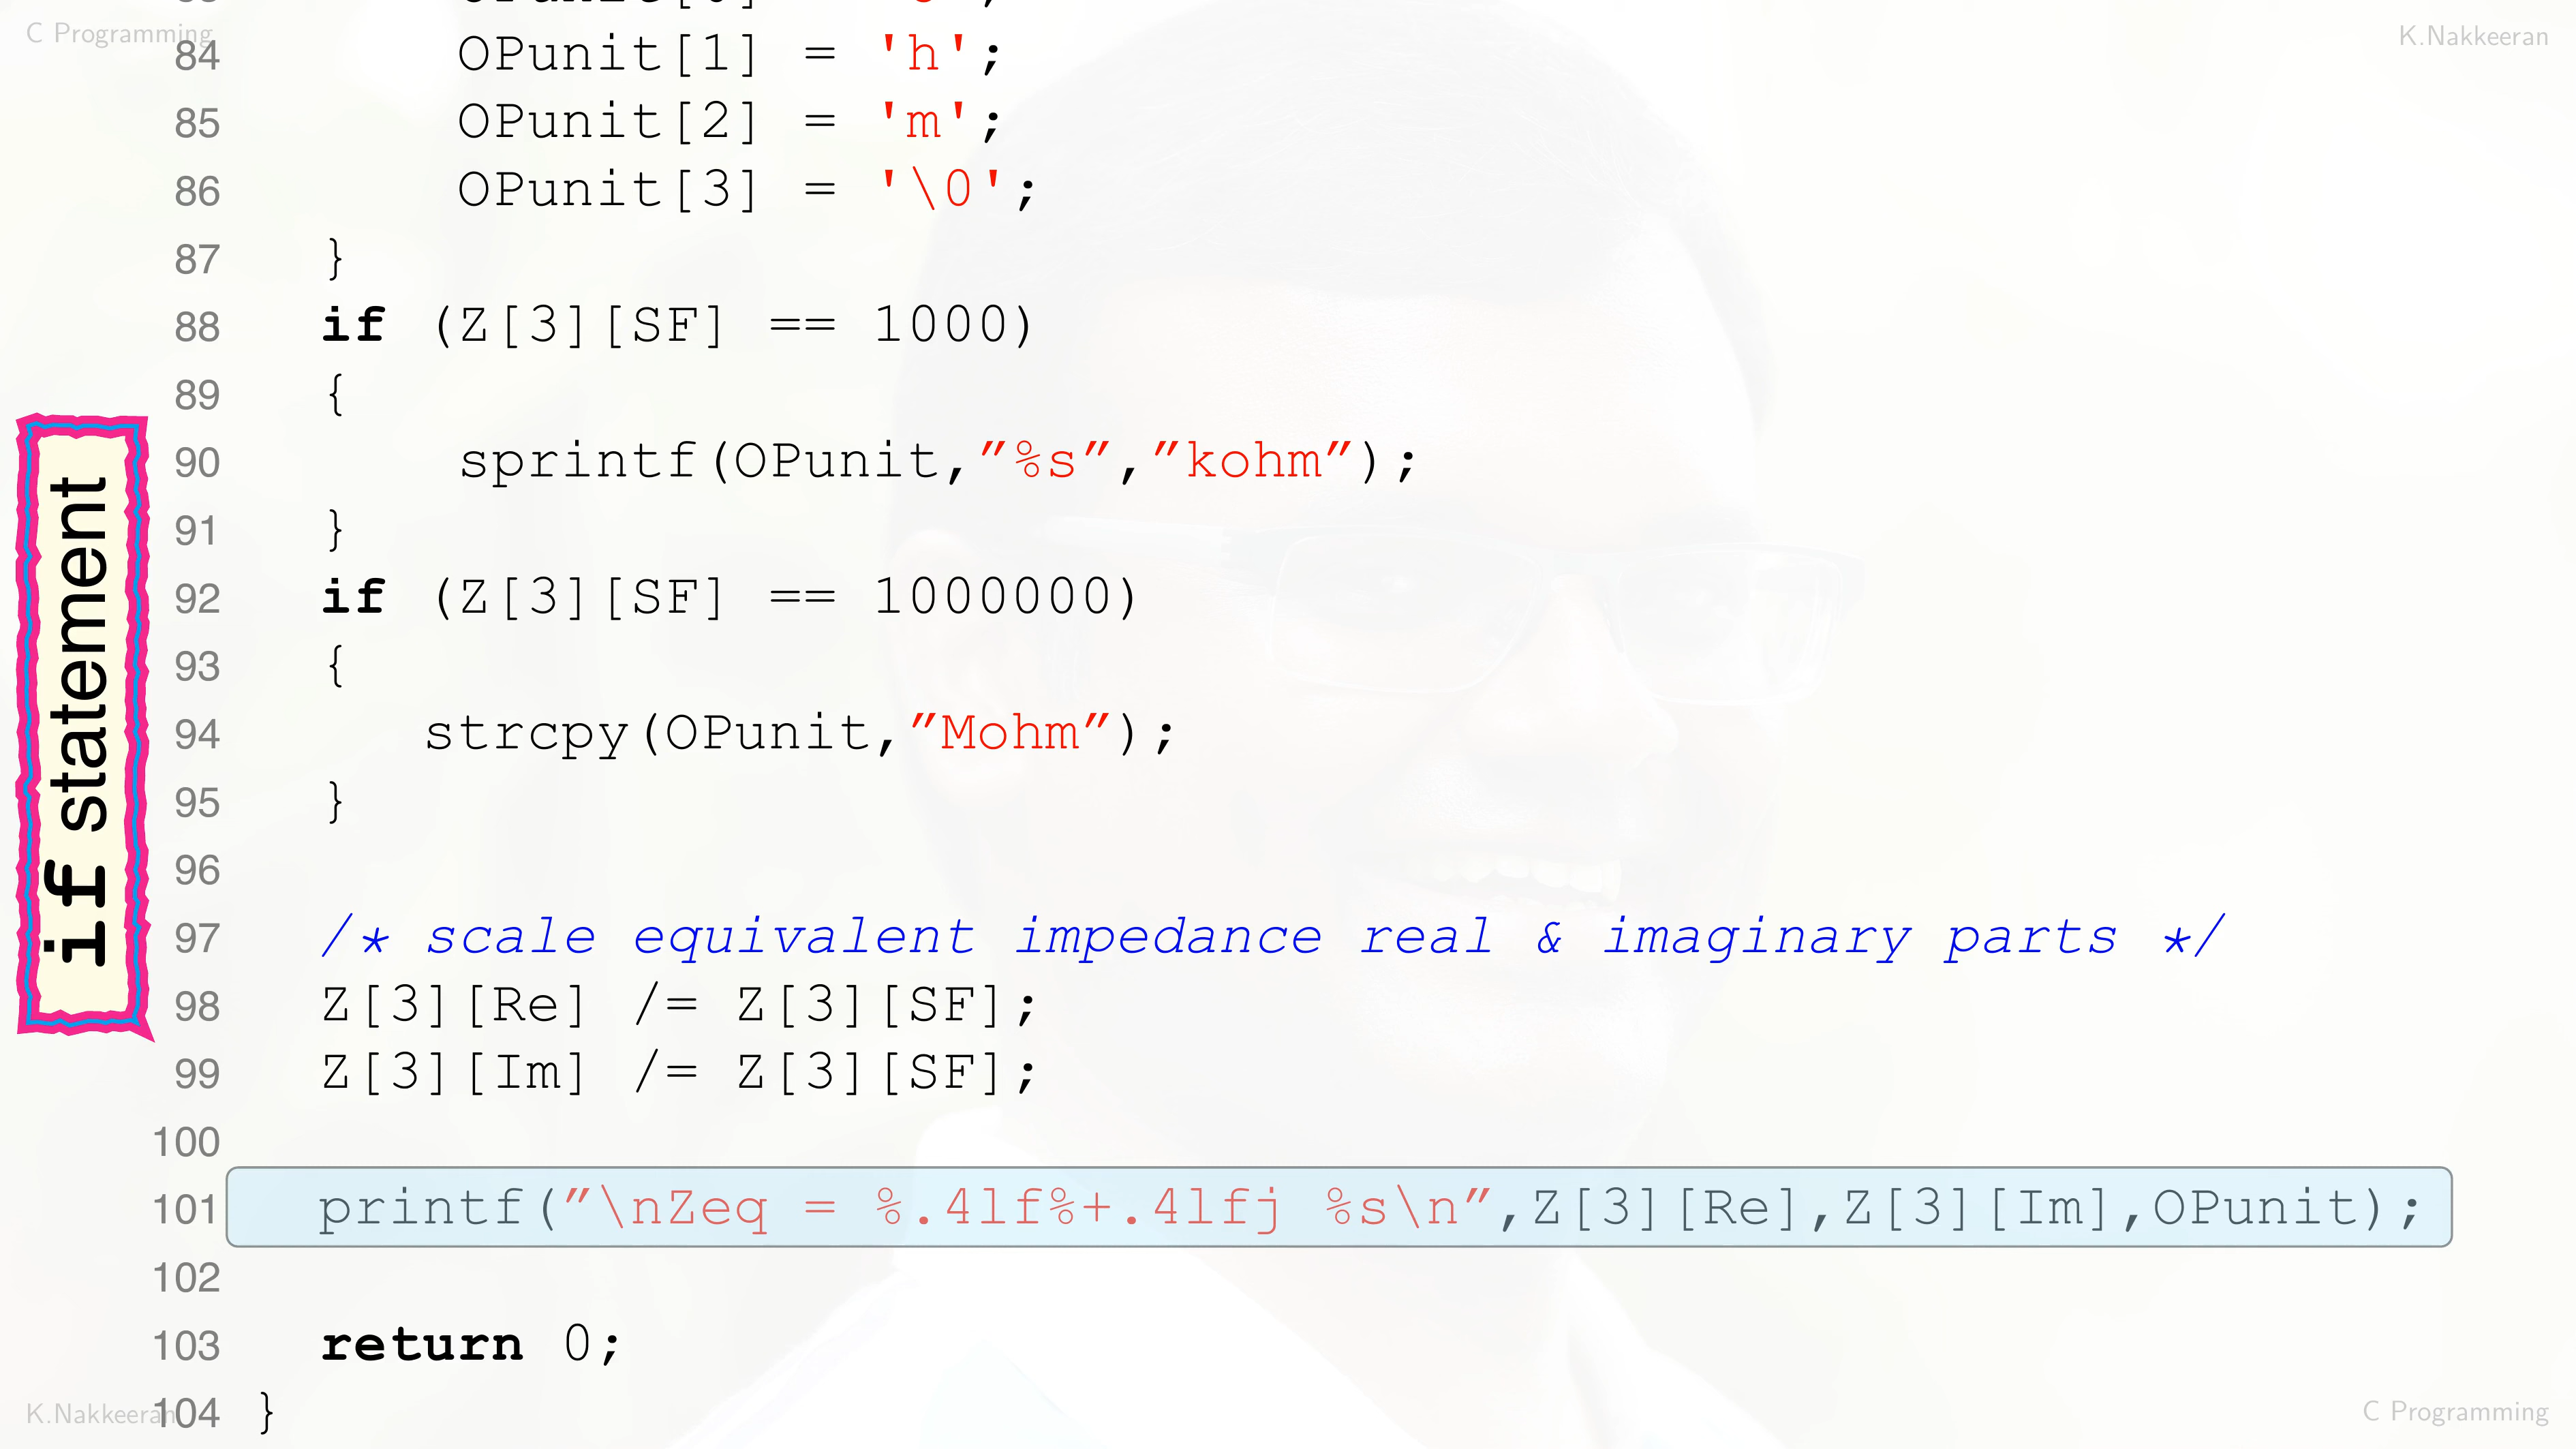 C Programming
K.Nakkeeran
84 OPunit[1] = 'h';
85 OPunit[2] = 'm';
86 OPunit[3] = '\0';
87 }
88 if (Z[3][SF] == 1000)
89 {
90 sprintf(OPunit,"%s","kohm");
91 }
92 if (Z[3][SF] == 1000000)
93 {
94 strcpy(OPunit,"Mohm");
95 }
96
97 /* scale equivalent impedance real & imaginary parts */
98 Z[3][Re] /= Z[3][SF];
99 Z[3][Im] /= Z[3][SF];
100
101 printf("\nZeq = %.4lf%+.4lfj %s\n",Z[3][Re],Z[3][Im],OPunit);
102
103 return 0;
104 }
if statement
K.Nakkeeran
C Programming